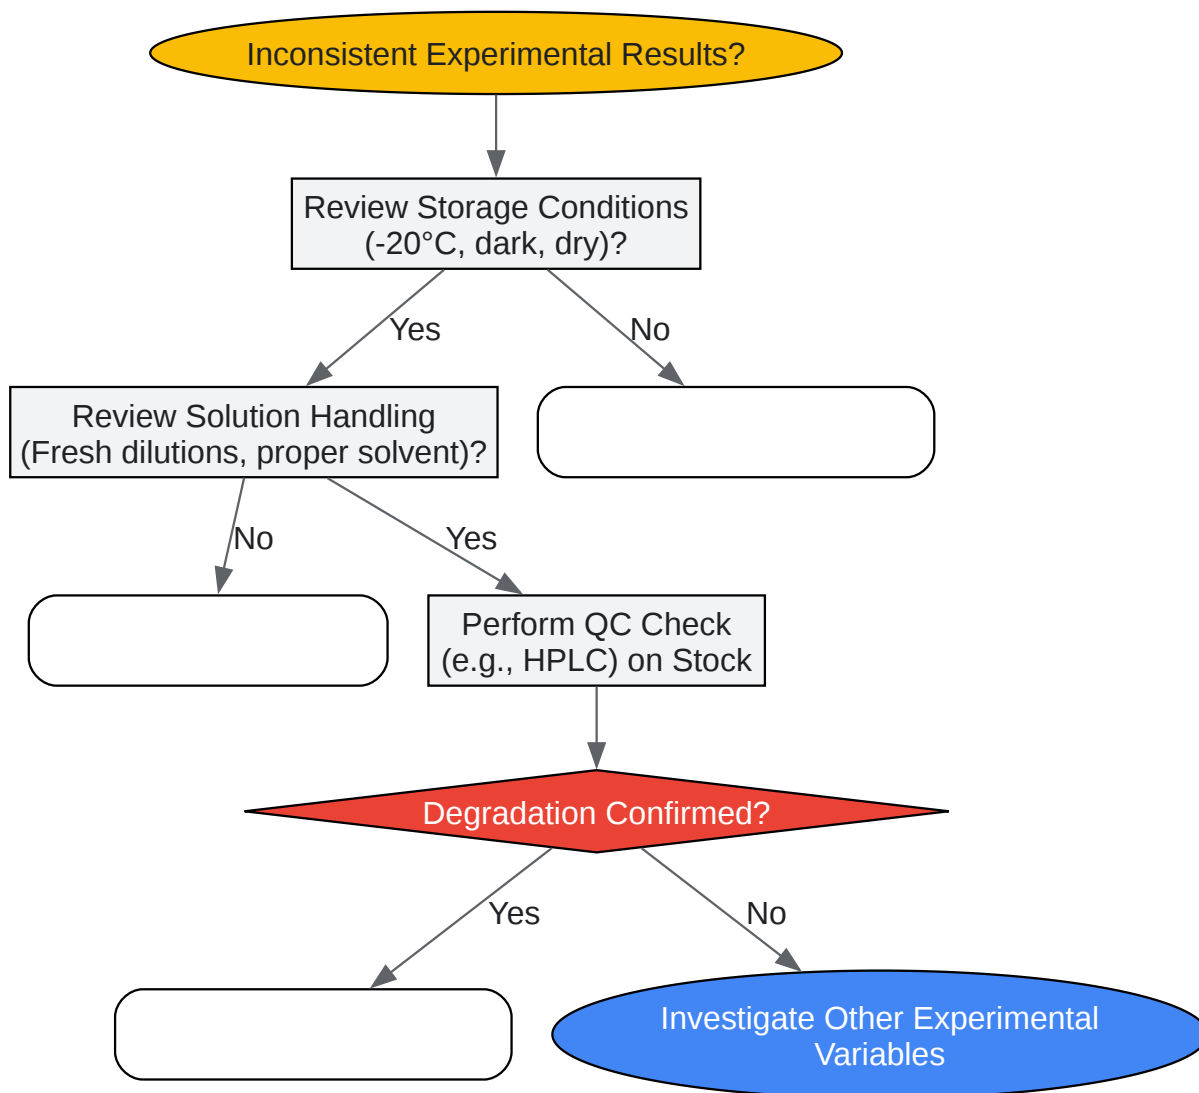 Inconsistent Experimental Results?
Review Storage Conditions
(-20°C, dark, dry)?
Yes
No
Review Solution Handling
(Fresh dilutions, proper solvent)?
No
Yes
Perform QC Check
(e.g., HPLC) on Stock
Degradation Confirmed?
Yes
No
Investigate Other Experimental
Variables